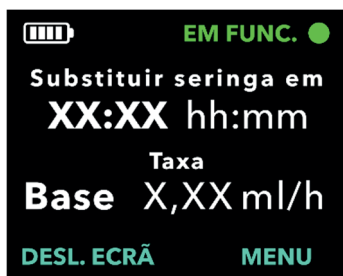 EM FUNC.
Substituir seringa em
XX:XX hh:mm
Taxa
Base X,XX ml/h
DESL. ECRÃ MENU